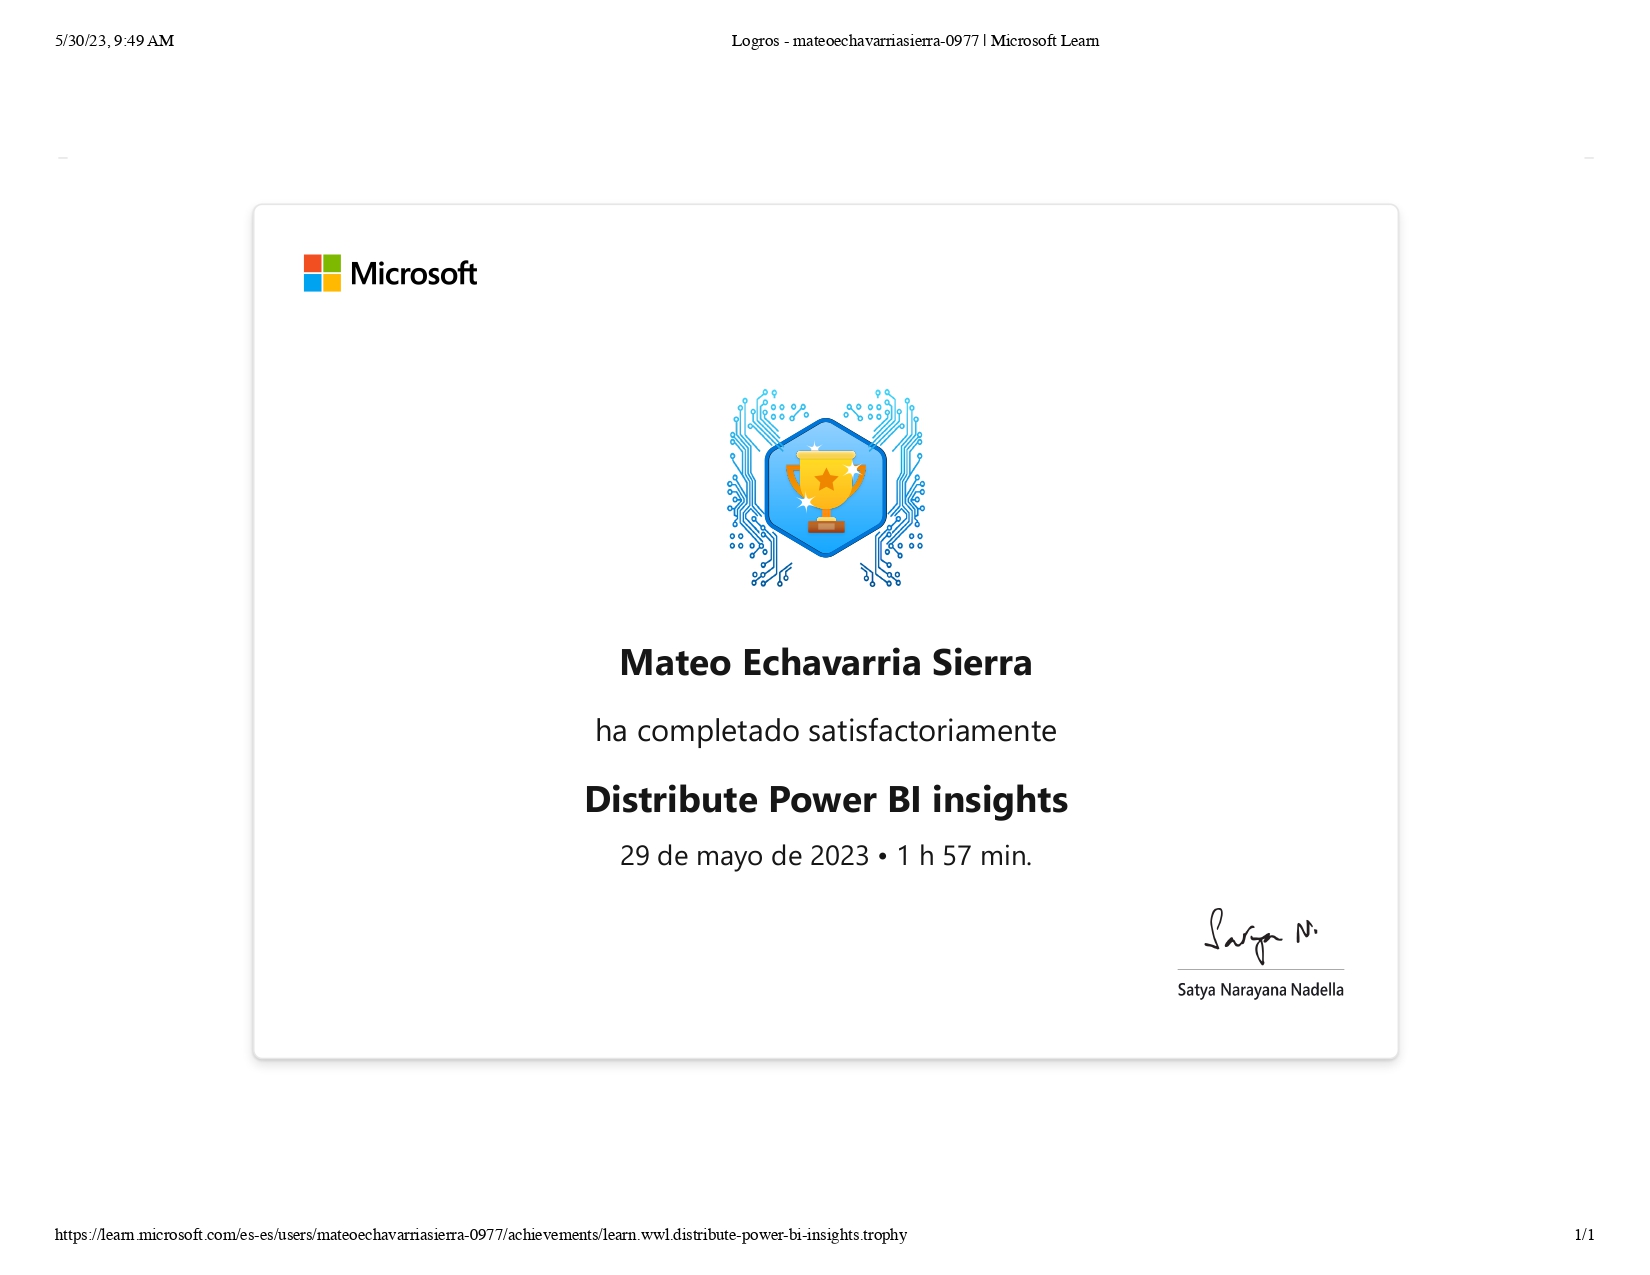 5/30/23, 9:49 AM
Logros - mateoechavarriasierra-0977 | Microsoft Learn
Microsoft
Mateo Echavarria Sierra
ha completado satisfactoriamente
Distribute Power BI insights
29 de mayo de 2023 • 1 h 57 min.
Satya N.
Satya Narayana Nadella
https://learn.microsoft.com/es-es/users/mateoechavarriasierra-0977/achievements/learn.wwl.distribute-power-bi-insights.trophy
1/1